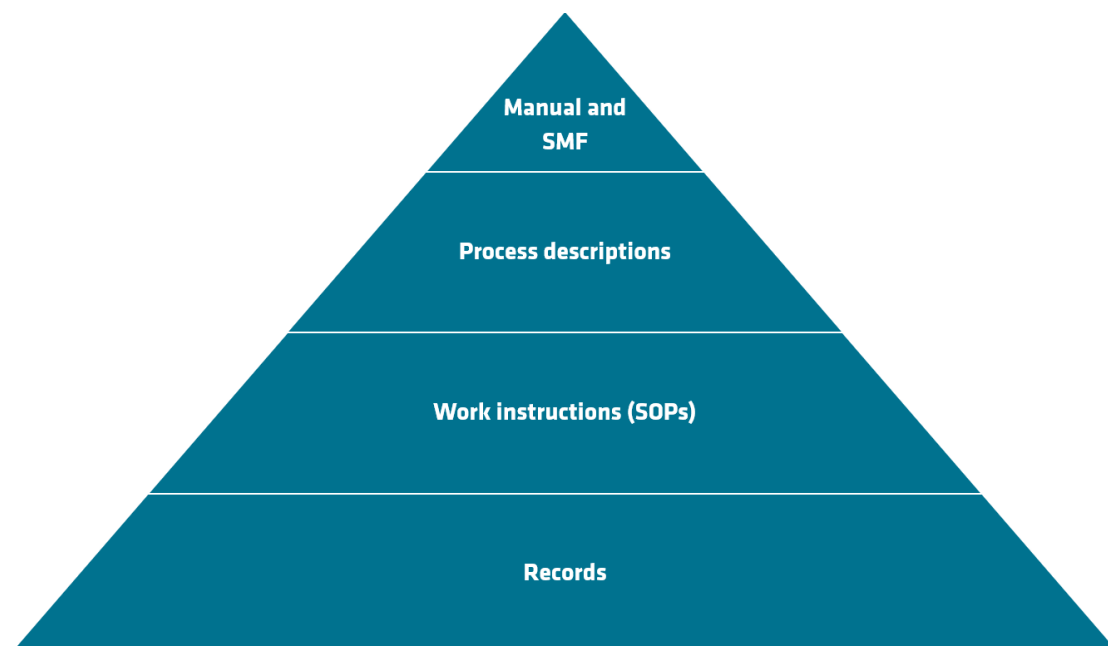 Manual and
SMF
Process descriptions
Work instructions (SOPs)
Records